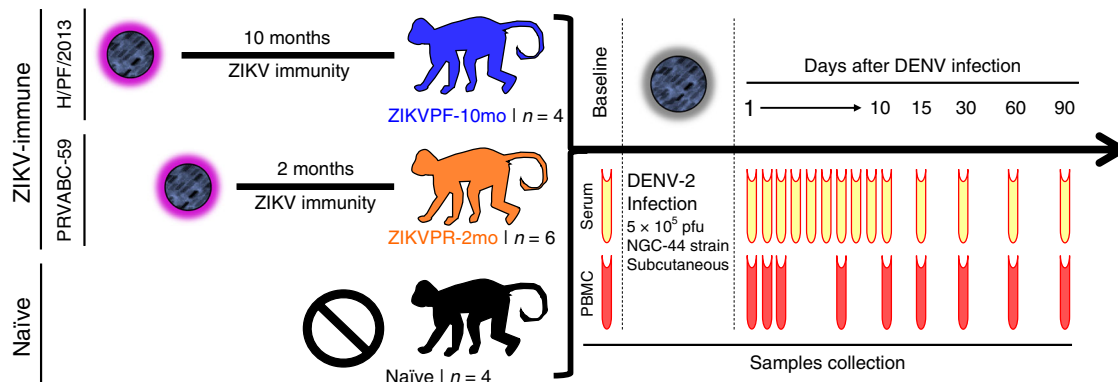 ZIKV-immune
H/PF/2013
10 months
ZIKV immunity
ZIKVPF-10mo | n = 4
PRVABC-59
2 months
ZIKV immunity
ZIKVPR-2mo | n = 6
Naïve
Naïve | n = 4
Baseline
Days after DENV infection
1 10 15 30 60 90
Serum
DENV-2
Infection
5 × 10⁵ pfu
NGC-44 strain
Subcutaneous
PBMC
Samples collection